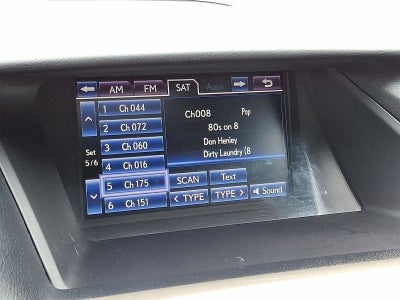 AM FM SAT Apps
1 Ch 044
2 Ch 072
3 Ch 060
4 Ch 016
5 Ch 175
6 Ch 151
Set
5/6
Ch008 Pop
80s on 8
Don Henley
Dirty Laundry (8
SCAN Text
< TYPE TYPE > Sound